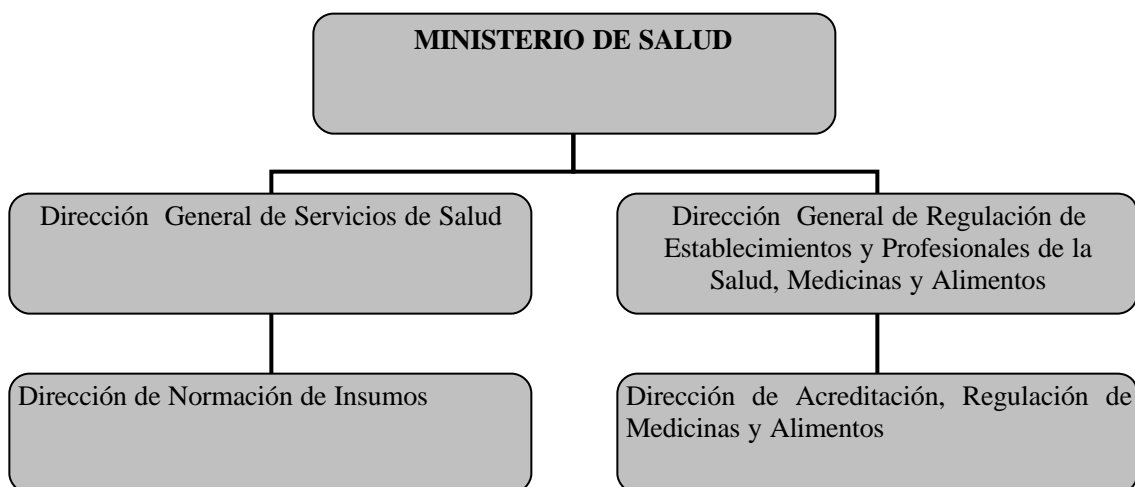 MINISTERIO DE SALUD
Dirección General de Servicios de Salud
Dirección General de Regulación de
Establecimientos y Profesionales de la
Salud, Medicinas y Alimentos
Dirección de Normación de Insumos
Dirección de Acreditación, Regulación de
Medicinas y Alimentos